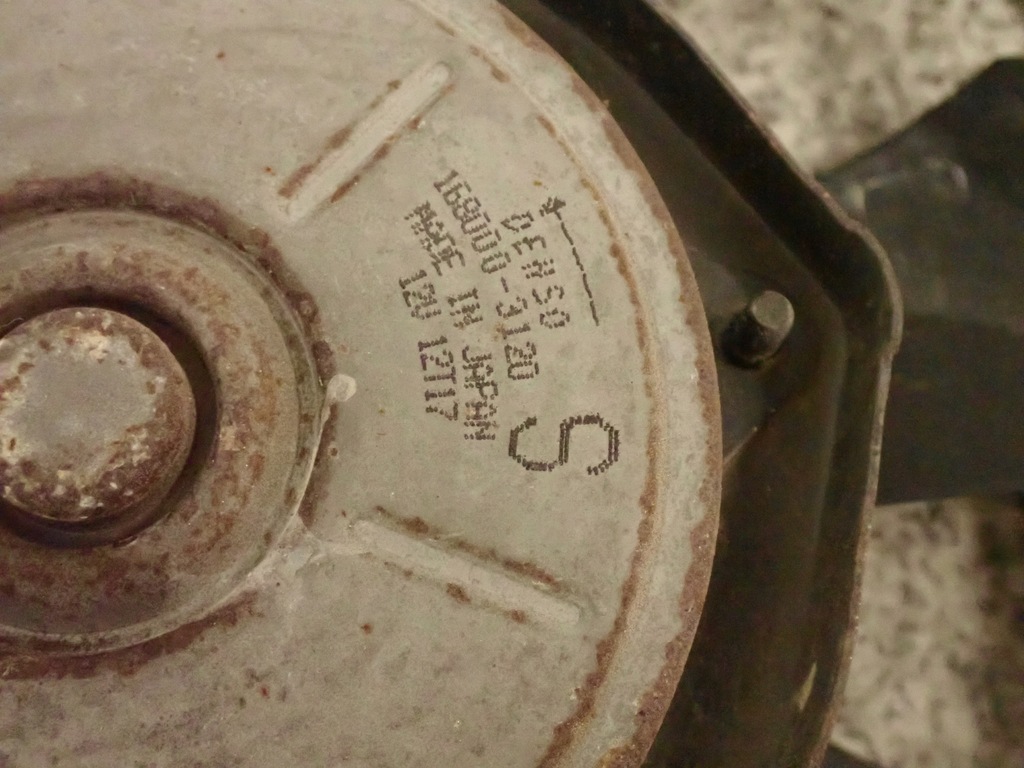 DENSO
168000-3120
MADE IN JAPAN
12V 12T17
S